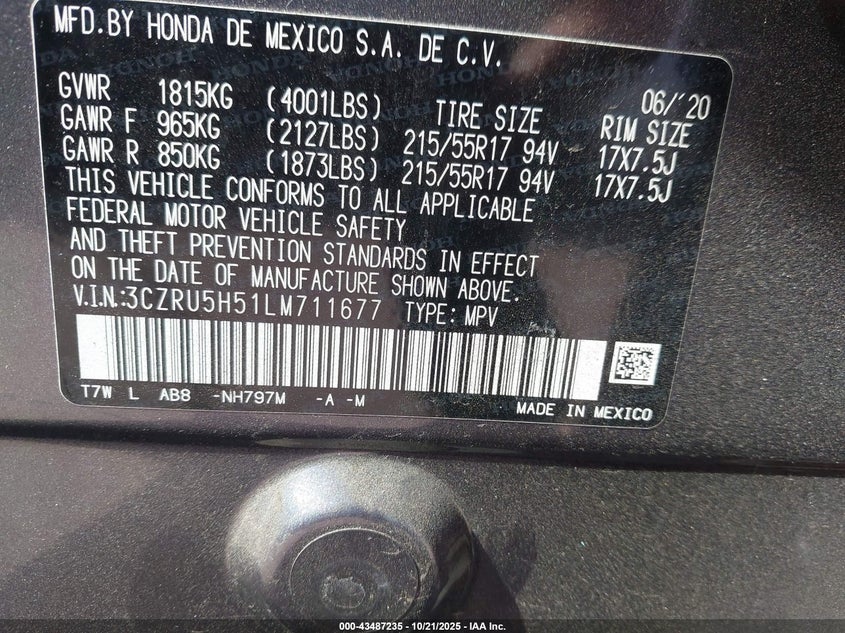 MFD.BY HONDA DE MEXICO S.A. DE C.V.
06/'20
GVWR 1815KG (4001LBS) TIRE SIZE RIM SIZE
GAWR F 965KG (2127LBS) 215/55R17 94V 17X7.5J
GAWR R 850KG (1873LBS) 215/55R17 94V 17X7.5J
THIS VEHICLE CONFORMS TO ALL APPLICABLE
FEDERAL MOTOR VEHICLE SAFETY
AND THEFT PREVENTION STANDARDS IN EFFECT
ON THE DATE OF MANUFACTURE SHOWN ABOVE.
V.I.N.:3CZRU5H51LM711677 TYPE: MPV
T7W L AB8 -NH797M -A -M
MADE IN MEXICO
000-43487235 - 10/21/2025 - IAA Inc.